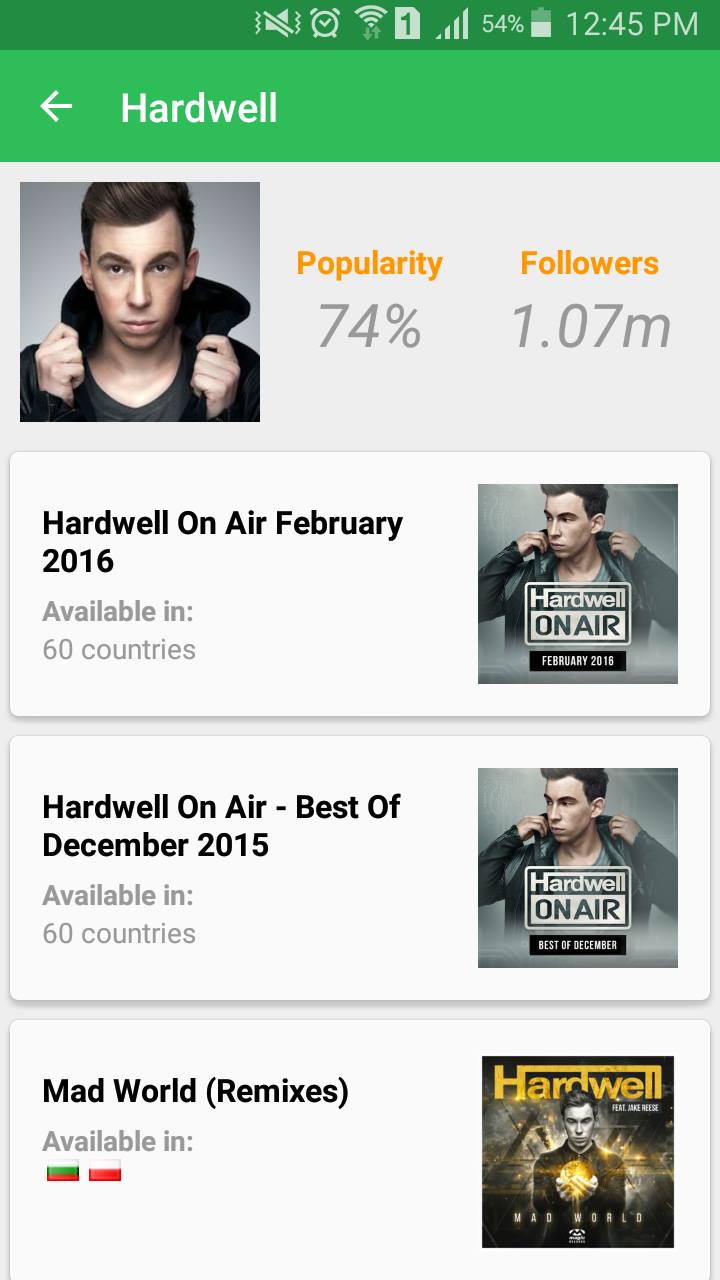 1 54% 12:45 PM
Hardwell
Popularity Followers
74% 1.07m
Hardwell On Air February
2016
Available in:
60 countries
Hardwell
ON AIR
FEBRUARY 2016
Hardwell On Air - Best Of
December 2015
Available in:
60 countries
Hardwell
ON AIR
BEST OF DECEMBER
Mad World (Remixes)
Available in:
Hardwell
FEAT. JAKE REESE
MAD WORLD